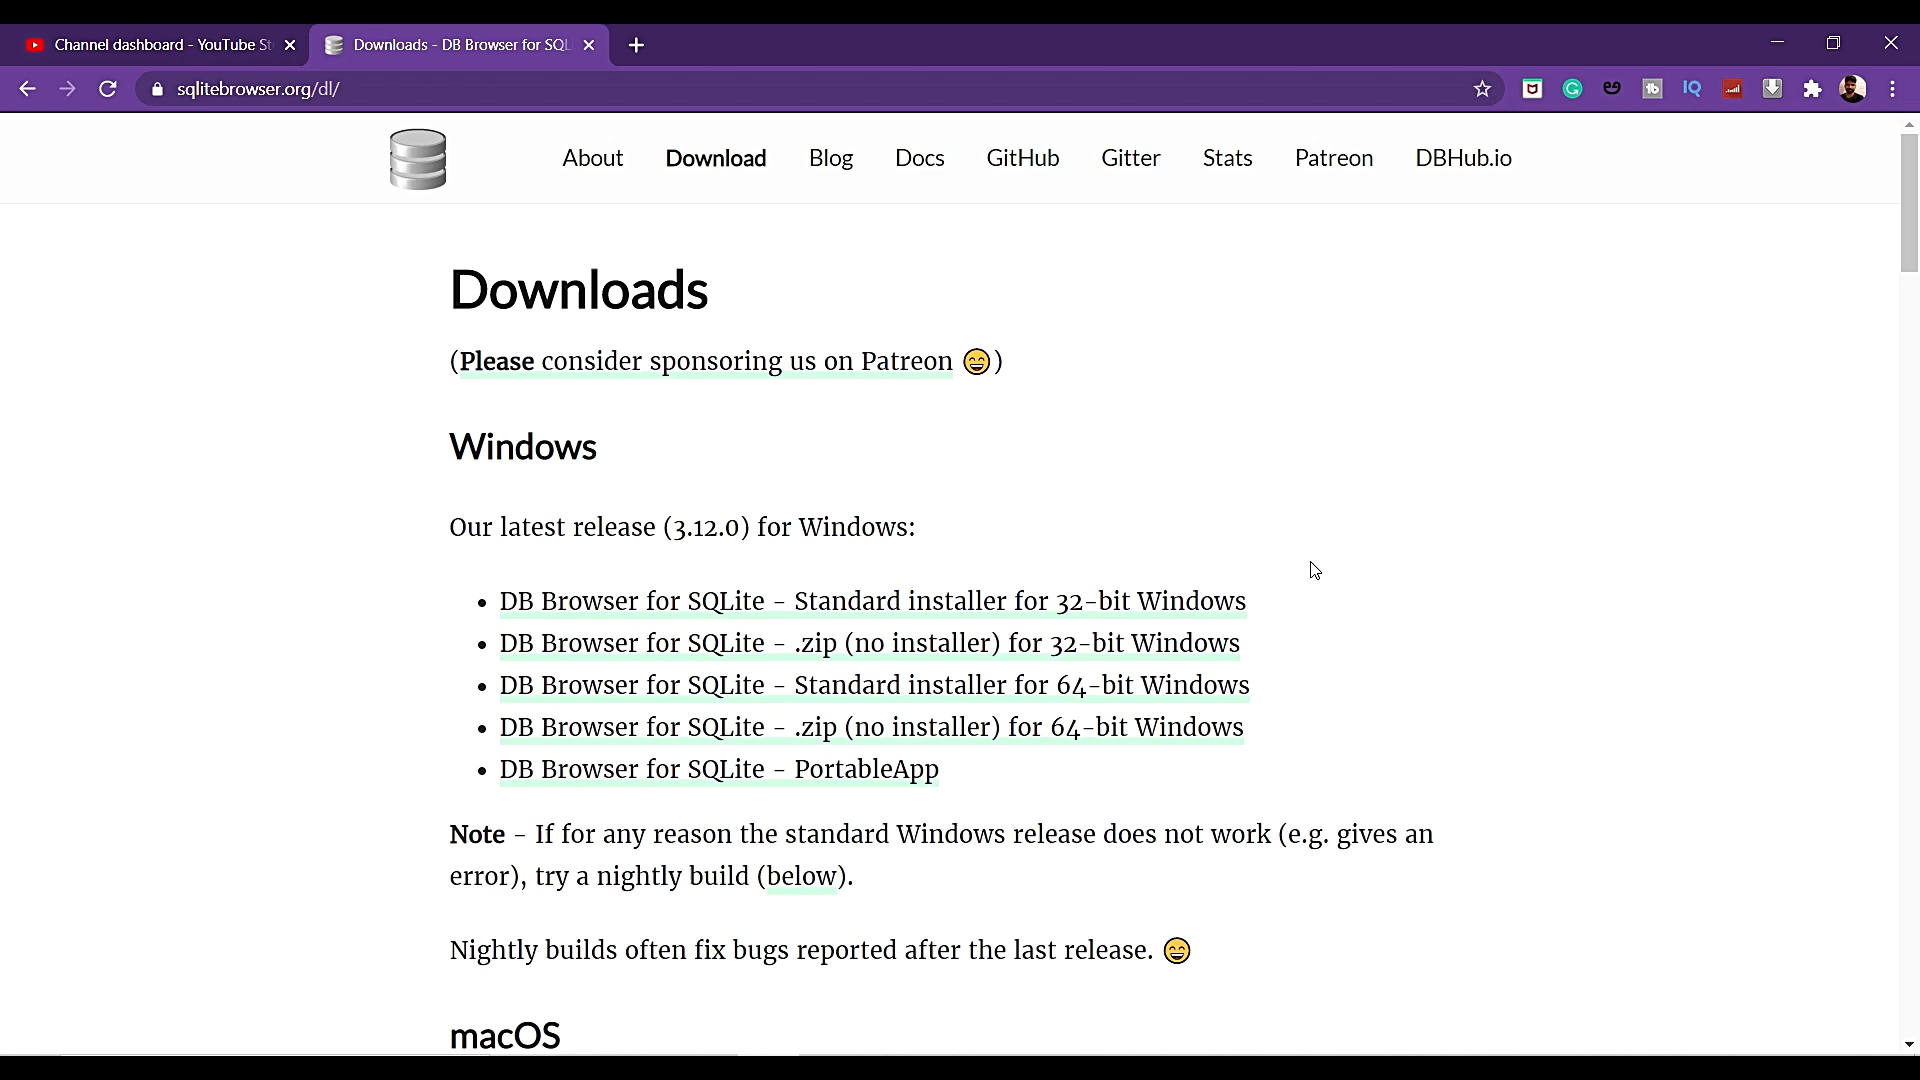 Channel dashboard - YouTube St
Downloads - DB Browser for SQL
sqlitebrowser.org/dl/
tb
IQ
About
Download
Blog
Docs
GitHub
Gitter
Stats
Patreon
DBHub.io
Downloads
(Please consider sponsoring us on Patreon 😄)
Windows
Our latest release (3.12.0) for Windows:
• DB Browser for SQLite - Standard installer for 32-bit Windows
• DB Browser for SQLite - .zip (no installer) for 32-bit Windows
• DB Browser for SQLite - Standard installer for 64-bit Windows
• DB Browser for SQLite - .zip (no installer) for 64-bit Windows
• DB Browser for SQLite - PortableApp
Note - If for any reason the standard Windows release does not work (e.g. gives an
error), try a nightly build (below).
Nightly builds often fix bugs reported after the last release. 😄
macOS